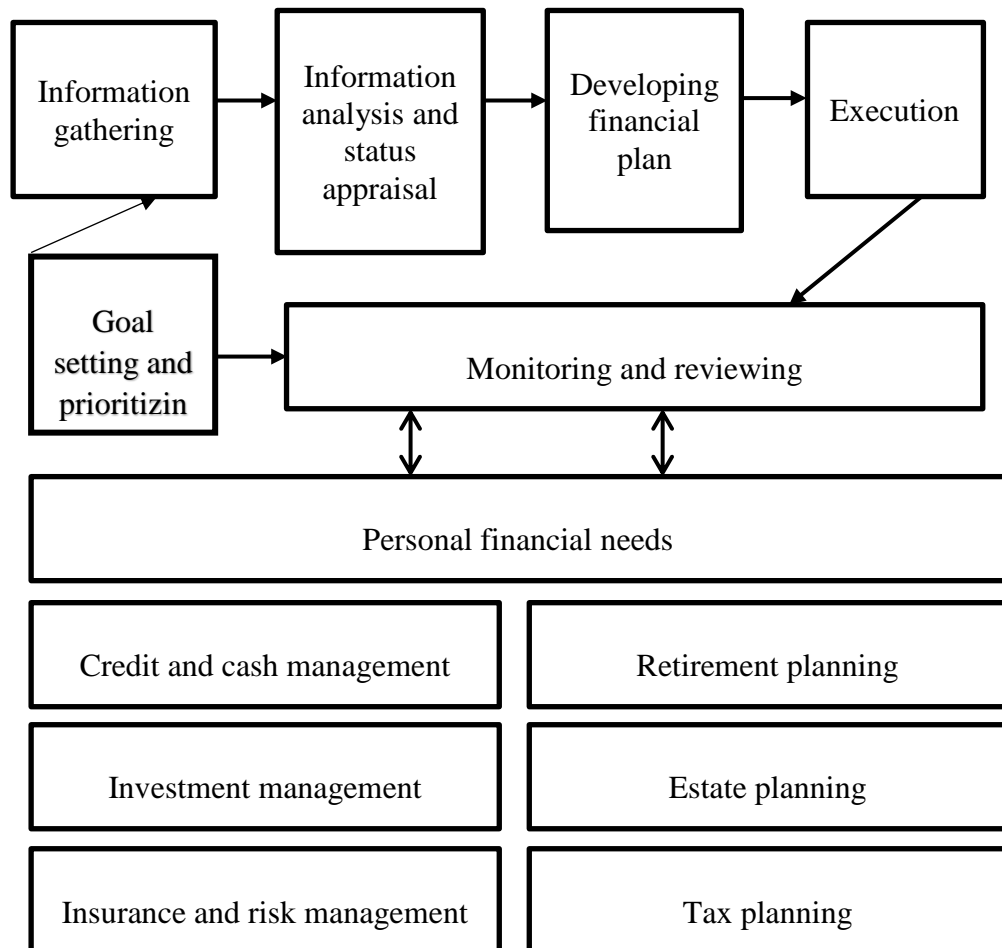 Information
gathering
Information
analysis and
status
appraisal
Developing
financial
plan
Execution
Goal
setting and
prioritizin
Monitoring and reviewing
Personal financial needs
Credit and cash management
Retirement planning
Investment management
Estate planning
Insurance and risk management
Tax planning